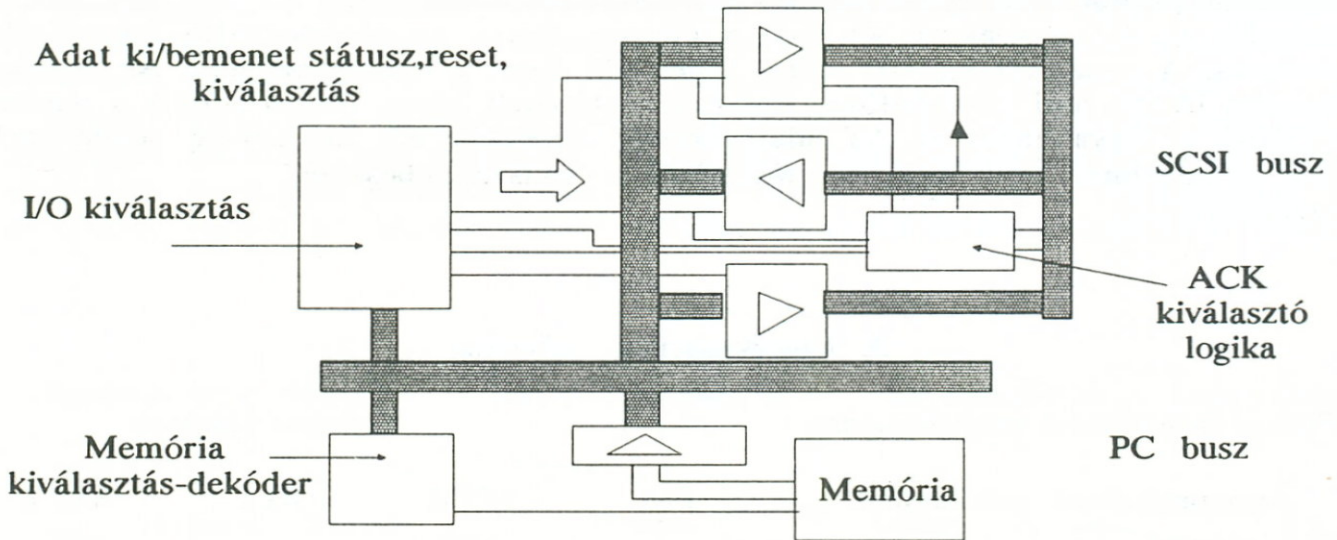 Adat ki/bemenet státusz,reset,
kiválasztás
I/O kiválasztás
SCSI busz
ACK
kiválasztó
logika
Memória
kiválasztás-dekóder
Memória
PC busz